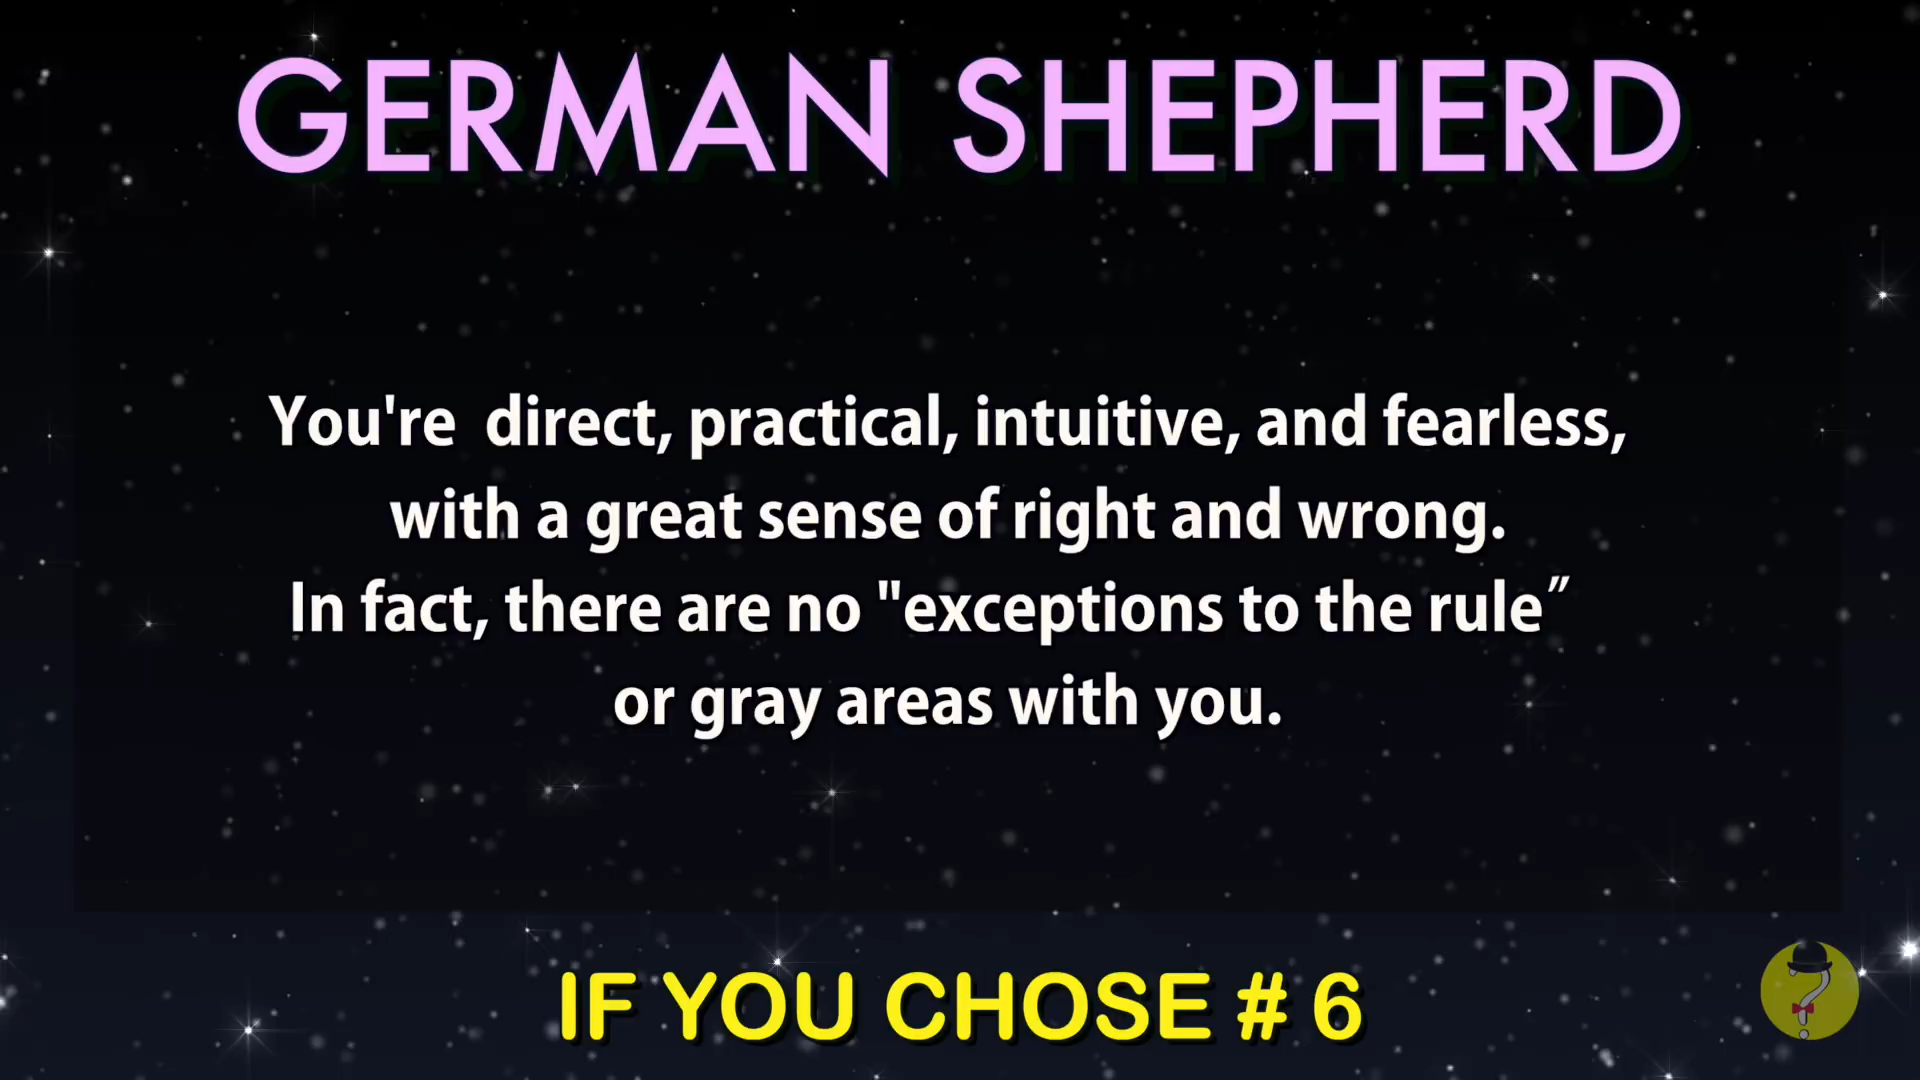 GERMAN SHEPHERD
You're  direct, practical, intuitive, and fearless,
with a great sense of right and wrong.
In fact, there are no "exceptions to the rule”
or gray areas with you.
IF YOU CHOSE # 6